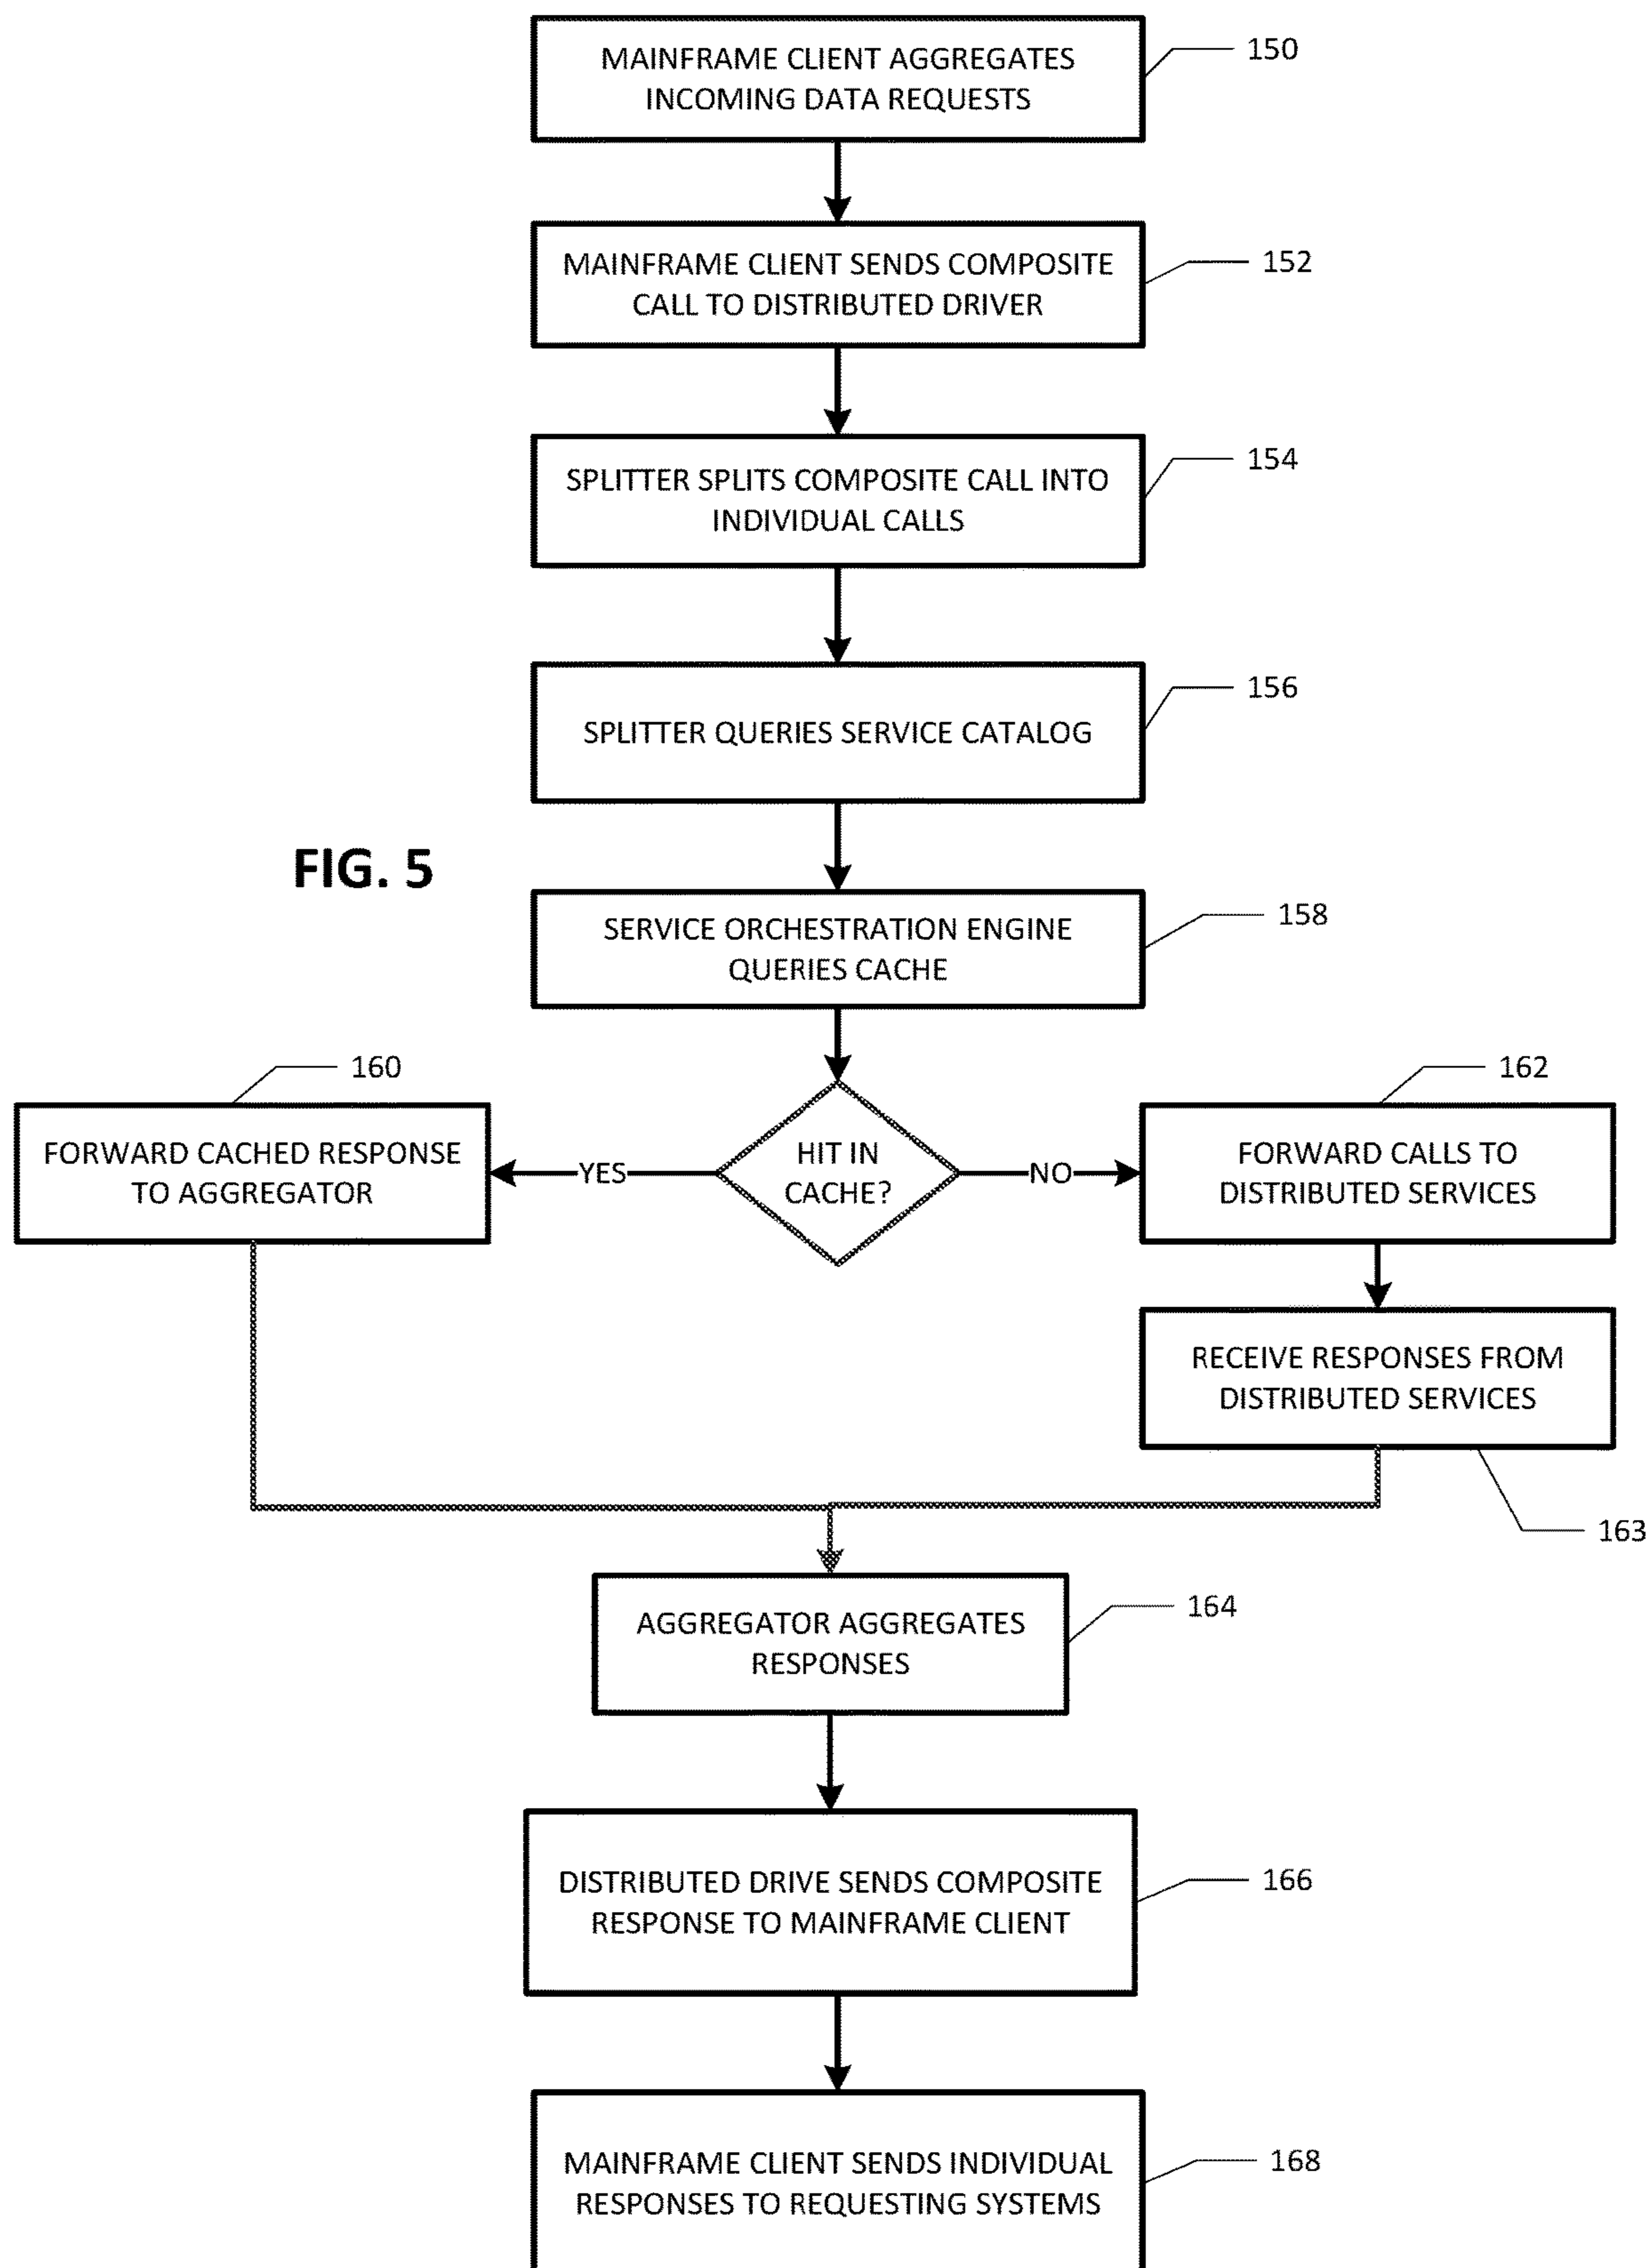 MAINFRAME CLIENT AGGREGATES
INCOMING DATA REQUESTS
150
MAINFRAME CLIENT SENDS COMPOSITE
CALL TO DISTRIBUTED DRIVER
152
SPLITTER SPLITS COMPOSITE CALL INTO
INDIVIDUAL CALLS
154
SPLITTER QUERIES SERVICE CATALOG
156
FIG. 5
SERVICE ORCHESTRATION ENGINE
QUERIES CACHE
158
160
FORWARD CACHED RESPONSE
TO AGGREGATOR
YES
HIT IN
CACHE?
NO
162
FORWARD CALLS TO
DISTRIBUTED SERVICES
RECEIVE RESPONSES FROM
DISTRIBUTED SERVICES
163
AGGREGATOR AGGREGATES
RESPONSES
164
DISTRIBUTED DRIVE SENDS COMPOSITE
RESPONSE TO MAINFRAME CLIENT
166
MAINFRAME CLIENT SENDS INDIVIDUAL
RESPONSES TO REQUESTING SYSTEMS
168